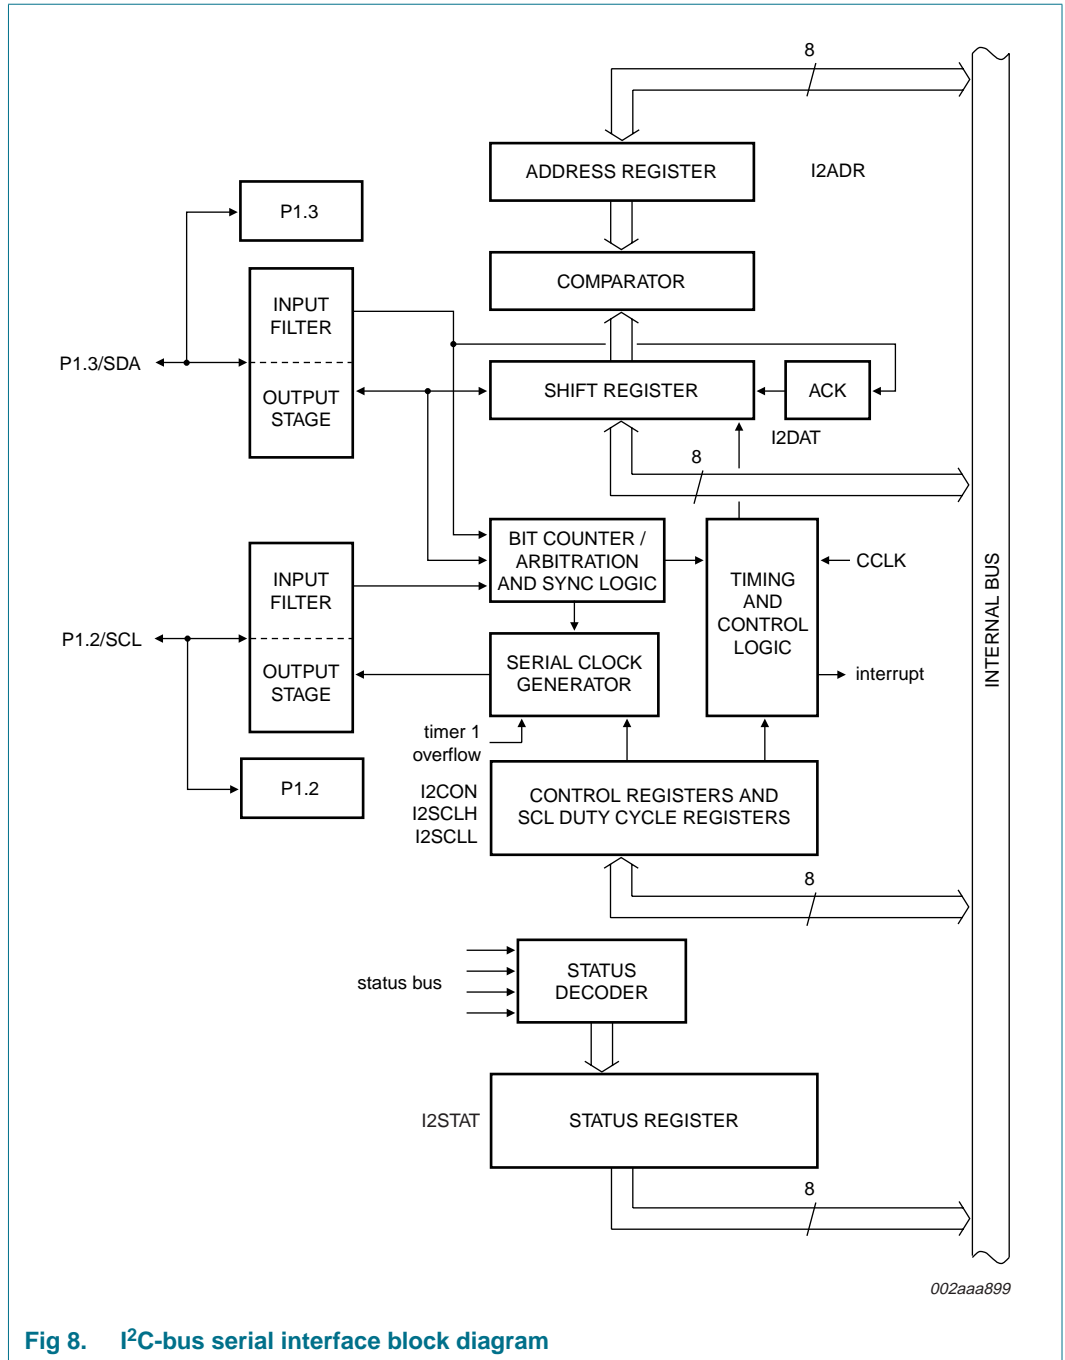 8
ADDRESS REGISTER
I2ADR
P1.3
COMPARATOR
INPUT
FILTER
P1.3/SDA
OUTPUT
STAGE
SHIFT REGISTER
ACK
I2DAT
8
BIT COUNTER /
ARBITRATION
AND SYNC LOGIC
INPUT
FILTER
TIMING
AND
CONTROL
LOGIC
CCLK
INTERNAL BUS
P1.2/SCL
OUTPUT
STAGE
SERIAL CLOCK
GENERATOR
interrupt
timer 1
overflow
P1.2
I2CON
I2SCLH
I2SCLL
CONTROL REGISTERS AND
SCL DUTY CYCLE REGISTERS
8
status bus
STATUS
DECODER
I2STAT
STATUS REGISTER
8
002aaa899
Fig 8. I²C-bus serial interface block diagram